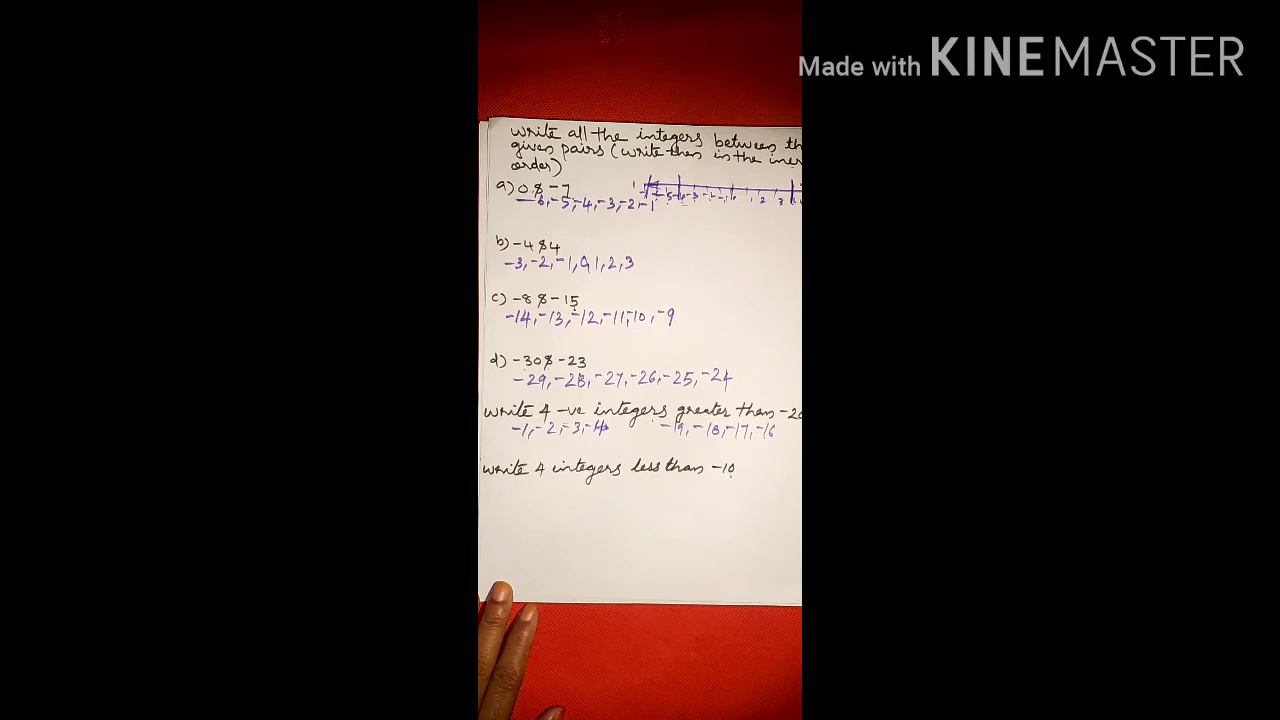 Made with KINEMASTER
write all the integers between th
given pairs (write then in the incr
order)
a) 0 & -7
-6, -5, -4, -3, -2, -1
b) -4 & 4
-3, -2, -1, 0, 1, 2, 3
c) -8 & -15
-14, -13, -12, -11, -10, -9
d) -30 & -23
-29, -28, -27, -26, -25, -24
write 4 -ve integers greater than -20
-1, -2, -3, -4 -19, -18, -17, -16
write 4 integers less than -10